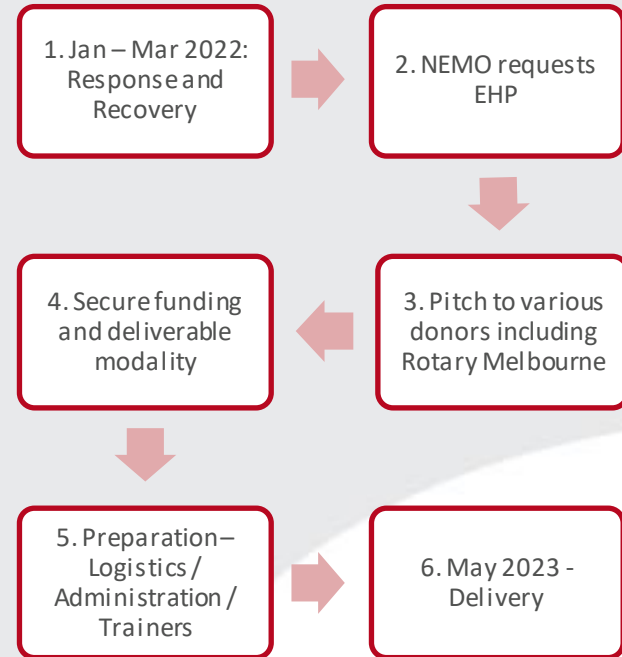 1. Jan – Mar 2022:
Response and
Recovery
2. NEMO requests
EHP
3. Pitch to various
donors including
Rotary Melbourne
4. Secure funding
and deliverable
modality
5. Preparation –
Logistics /
Administration /
Trainers
6. May 2023 -
Delivery